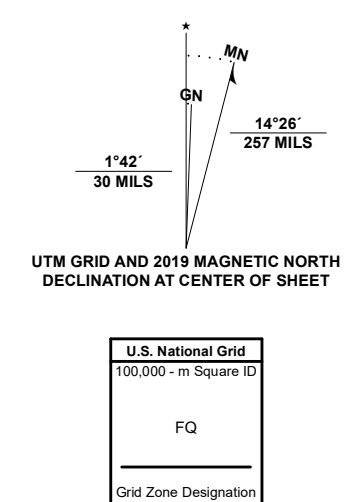 ★
MN
GN
14°26´
257 MILS
1°42´
30 MILS
UTM GRID AND 2019 MAGNETIC NORTH
DECLINATION AT CENTER OF SHEET
U.S. National Grid
100,000 - m Square ID
FQ
Grid Zone Designation